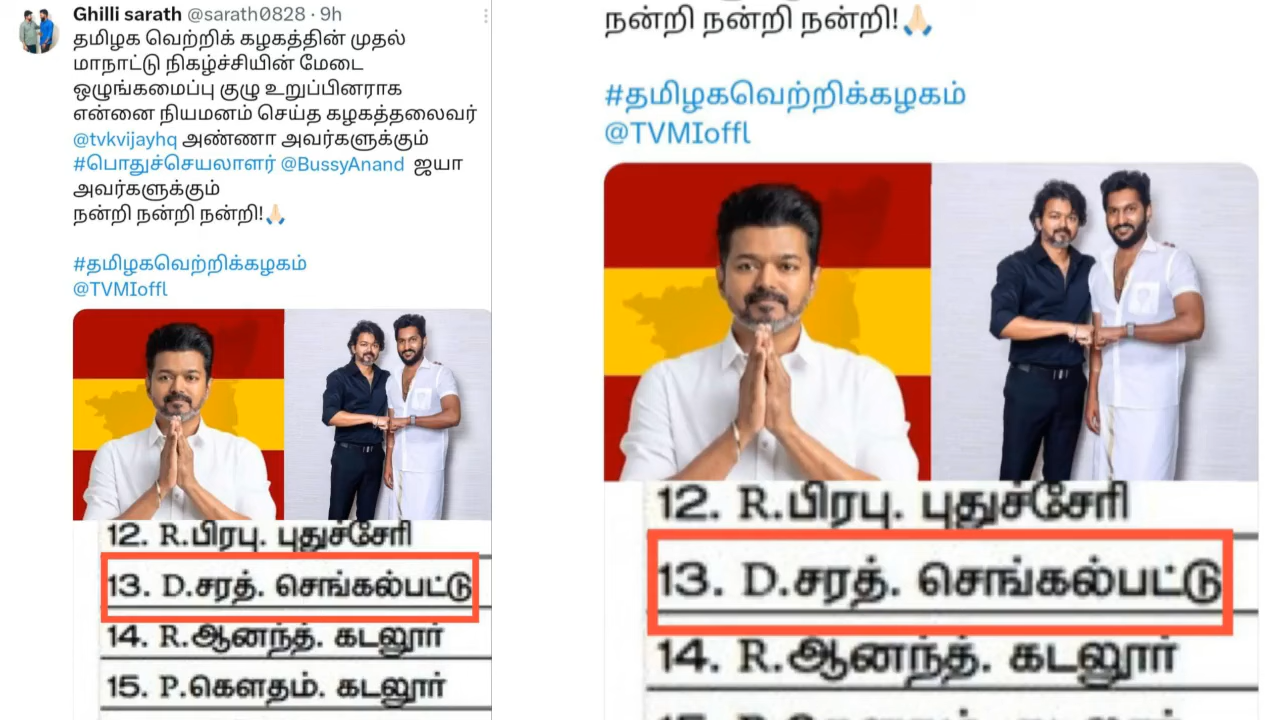 Ghilli sarath @sarath0828 · 9h
தமிழக வெற்றிக் கழகத்தின் முதல்
மாநாட்டு நிகழ்ச்சியின் மேடை
ஒழுங்கமைப்பு குழு உறுப்பினராக
என்னை நியமனம் செய்த கழகத்தலைவர்
@tvkvijayhq அண்ணா அவர்களுக்கும்
#பொதுச்செயலாளர் @BussyAnand ஜயா
அவர்களுக்கும்
நன்றி நன்றி நன்றி!🙏🏻
#தமிழகவெற்றிக்கழகம்
@TVMIoffl
12. R.பிரபு. புதுச்சேரி
13. D.சரத். செங்கல்பட்டு
14. R.ஆனந்த். கடலூர்
15. P.கௌதம். கடலூர்
நன்றி நன்றி நன்றி!🙏🏻
#தமிழகவெற்றிக்கழகம்
@TVMIoffl
12. R.பிரபு. புதுச்சேரி
13. D.சரத். செங்கல்பட்டு
14. R.ஆனந்த். கடலூர்